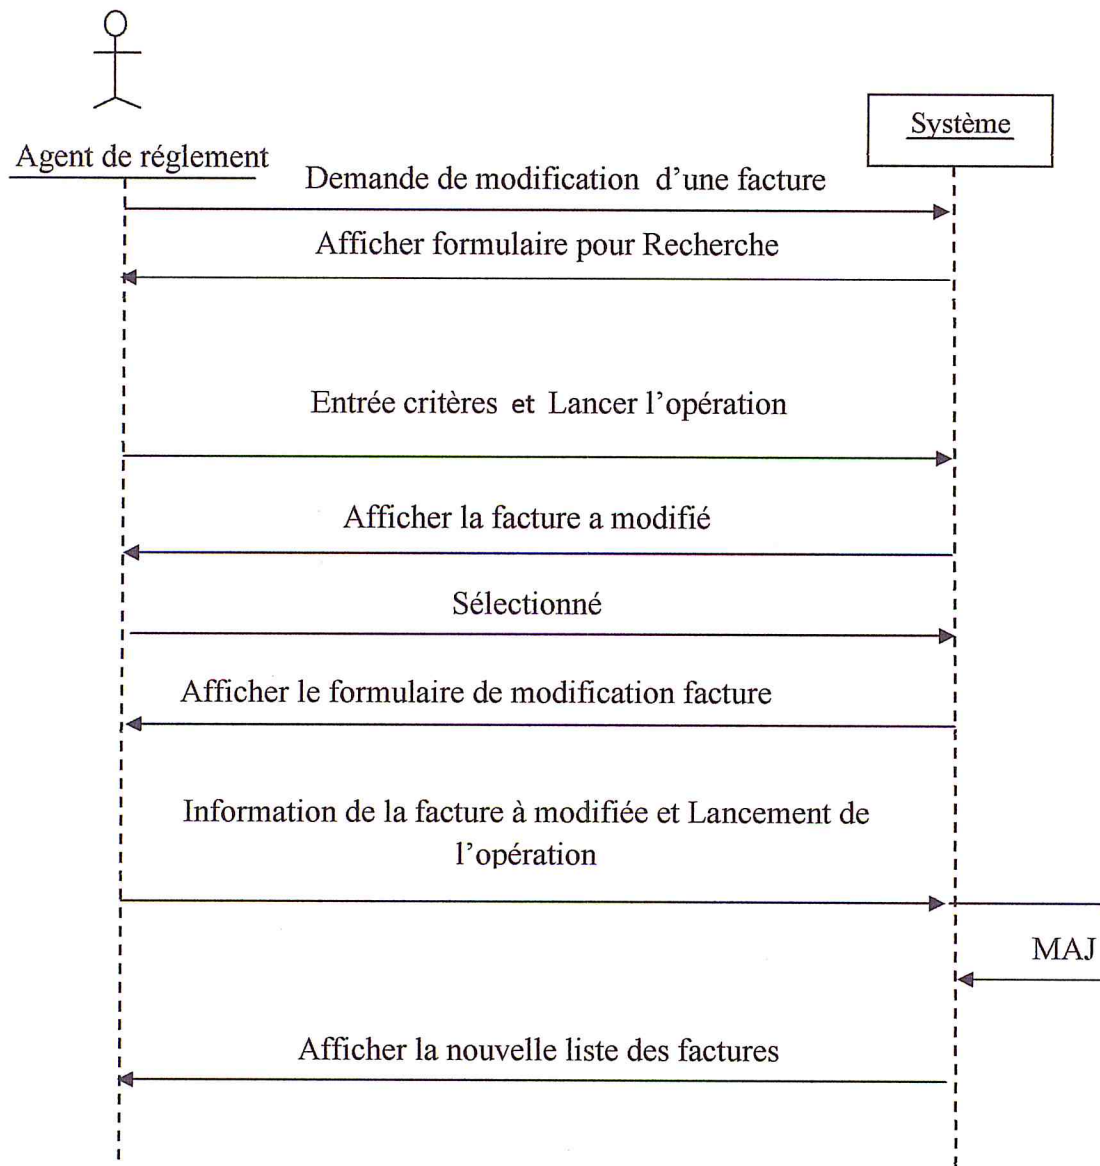 Système
Agent de réglement
Demande de modification d'une facture
Afficher formulaire pour Recherche
Entrée critères et Lancer l'opération
Afficher la facture a modifié
Sélectionné
Afficher le formulaire de modification facture
Information de la facture à modifiée et Lancement de
l'opération
MAJ
Afficher la nouvelle liste des factures